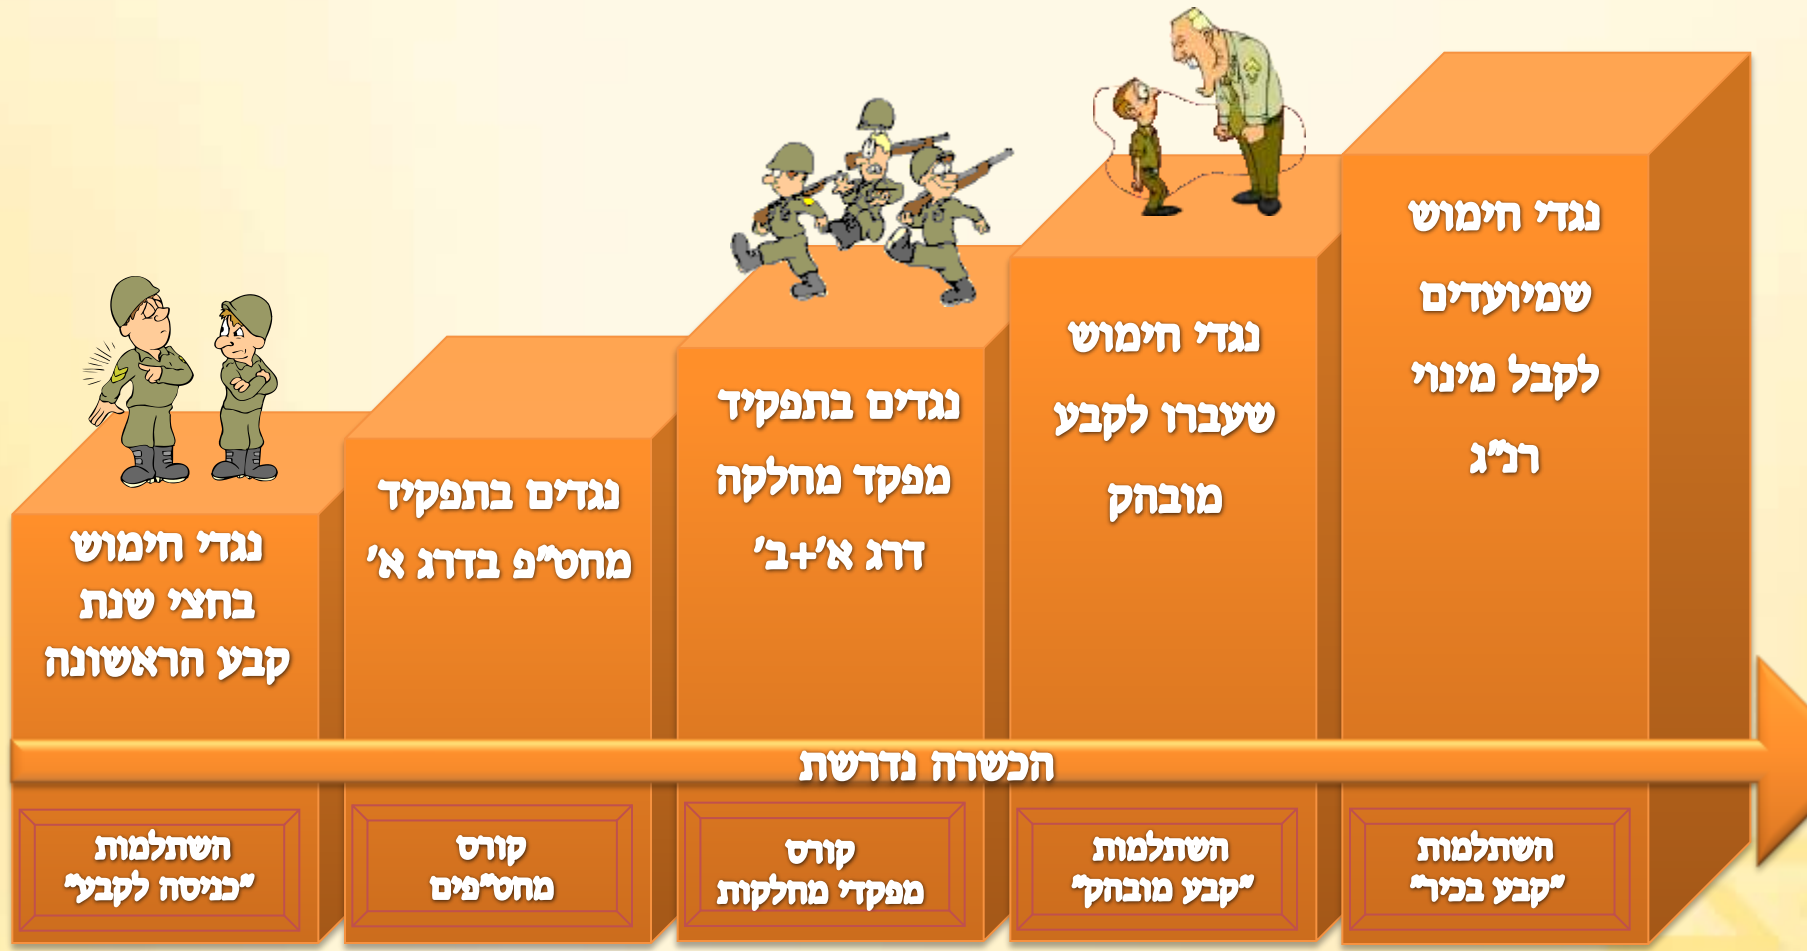 נגדי חימוש
בחצי שנת
קבע הראשונה
נגדים בתפקיד
מחט"פ בדרג א'
נגדים בתפקיד
מפקד מחלקה
דרג א'+ב'
נגדי חימוש
שעברו לקבע
מובהק
נגדי חימוש
שמיועדים
לקבל מינוי
רנ"ג
הכשרה נדרשת
השתלמות
"כניסה לקבע"
קורס
מחט"פים
קורס
מפקדי מחלקות
השתלמות
"קבע מובהק"
השתלמות
"קבע בכיר"